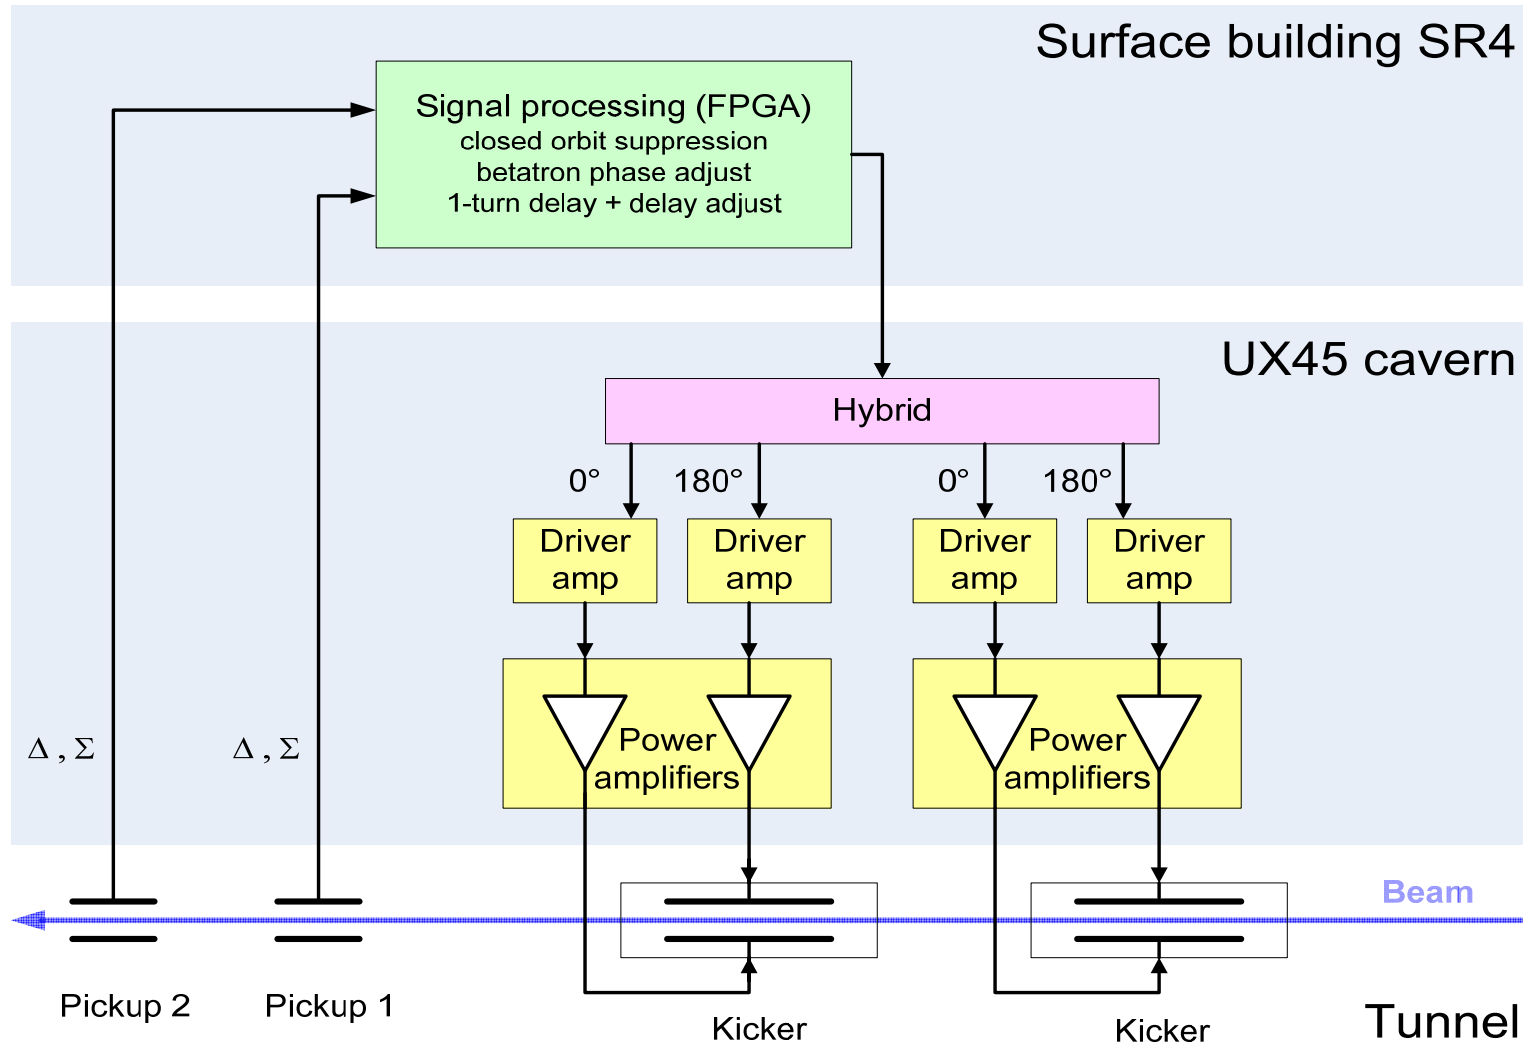 Surface building SR4
Signal processing (FPGA)
closed orbit suppression
betatron phase adjust
1-turn delay + delay adjust
UX45 cavern
Hybrid
0° 180° 0° 180°
Driver amp
Driver amp
Driver amp
Driver amp
Δ , Σ Δ , Σ
Power amplifiers
Power amplifiers
Beam
Pickup 2 Pickup 1
Kicker Kicker
Tunnel